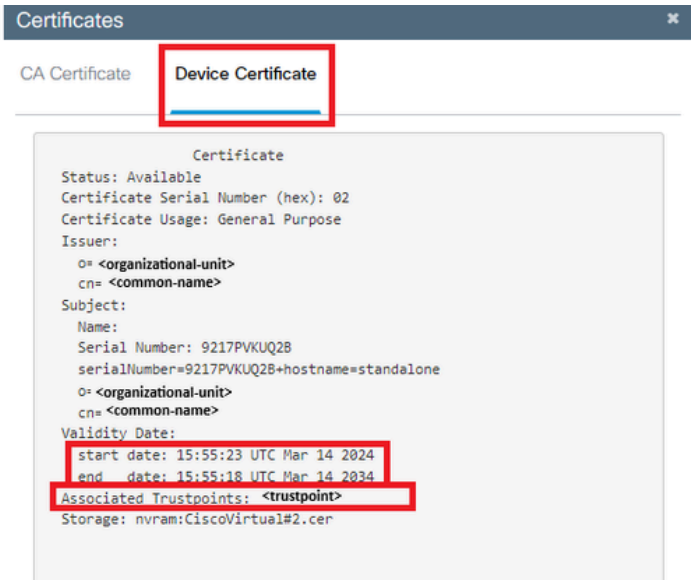 Certificates ×
CA Certificate Device Certificate
Certificate
Status: Available
Certificate Serial Number (hex): 02
Certificate Usage: General Purpose
Issuer:
o= <organizational-unit>
cn= <common-name>
Subject:
Name:
Serial Number: 9217PVKUQ2B
serialNumber=9217PVKUQ2B+hostname=standalone
o= <organizational-unit>
cn= <common-name>
Validity Date:
start date: 15:55:23 UTC Mar 14 2024
end date: 15:55:18 UTC Mar 14 2034
Associated Trustpoints: <trustpoint>
Storage: nvram:CiscoVirtual#2.cer